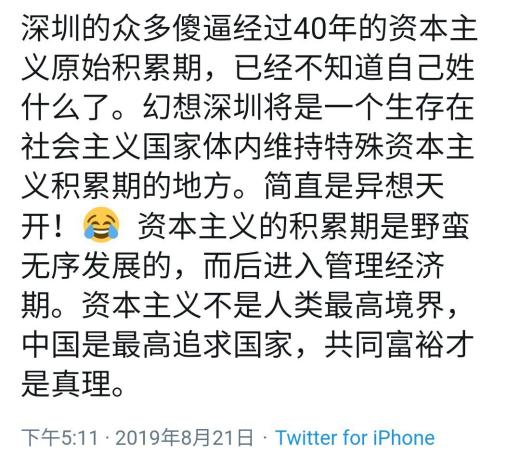 深圳的众多傻逼经过40年的资本主
义原始积累期，已经不知道自己姓
什么了。幻想深圳将是一个生存在
社会主义国家体内维持特殊资本主
义积累期的地方。简直是异想天
开！😂 资本主义的积累期是野蛮
无序发展的，而后进入管理经济
期。资本主义不是人类最高境界，
中国是最高追求国家，共同富裕才
是真理。
下午5:11 · 2019年8月21日 · Twitter for iPhone